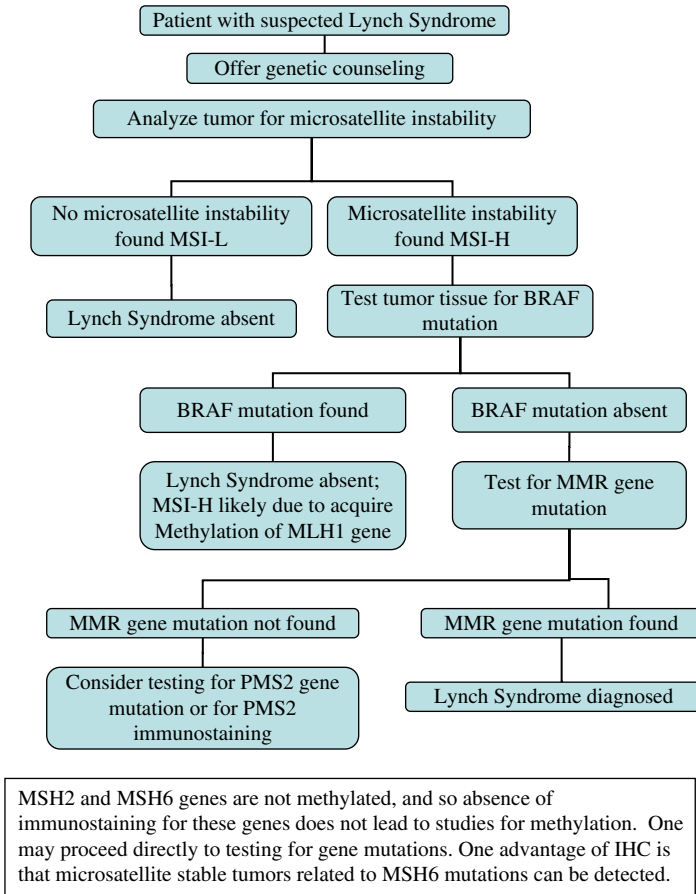 Patient with suspected Lynch Syndrome
Offer genetic counseling
Analyze tumor for microsatellite instability
No microsatellite instability
found MSI-L
Microsatellite instability
found MSI-H
Lynch Syndrome absent
Test tumor tissue for BRAF
mutation
BRAF mutation found
BRAF mutation absent
Lynch Syndrome absent;
MSI-H likely due to acquire
Methylation of MLH1 gene
Test for MMR gene
mutation
MMR gene mutation not found
MMR gene mutation found
Consider testing for PMS2 gene
mutation or for PMS2
immunostaining
Lynch Syndrome diagnosed
MSH2 and MSH6 genes are not methylated, and so absence of
immunostaining for these genes does not lead to studies for methylation.  One
may proceed directly to testing for gene mutations. One advantage of IHC is
that microsatellite stable tumors related to MSH6 mutations can be detected.